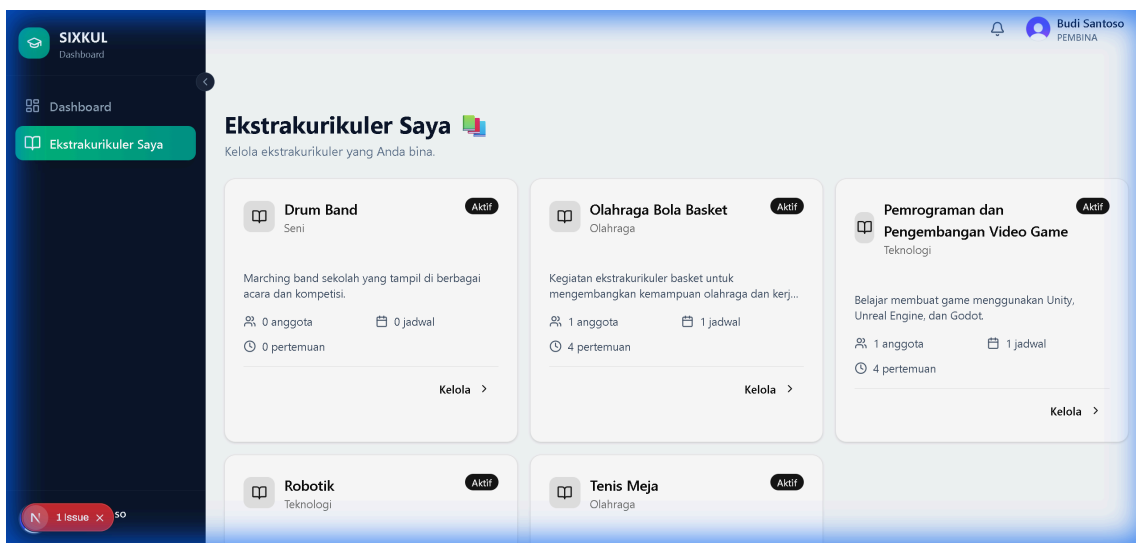 SIXKUL
Dashboard
Dashboard
Ekstrakurikuler Saya
Budi Santoso
PEMBINA
Ekstrakurikuler Saya
Kelola ekstrakurikuler yang Anda bina.
Drum Band
Aktif
Seni
Marching band sekolah yang tampil di berbagai
acara dan kompetisi.
0 anggota
0 jadwal
0 pertemuan
Kelola
Olahraga Bola Basket
Aktif
Olahraga
Kegiatan ekstrakurikuler basket untuk
mengembangkan kemampuan olahraga dan kerj...
1 anggota
1 jadwal
4 pertemuan
Kelola
Pemrograman dan
Pengembangan Video Game
Aktif
Teknologi
Belajar membuat game menggunakan Unity,
Unreal Engine, dan Godot.
1 anggota
1 jadwal
4 pertemuan
Kelola
Robotik
Aktif
Teknologi
Tenis Meja
Aktif
Olahraga
N 1 Issue
so